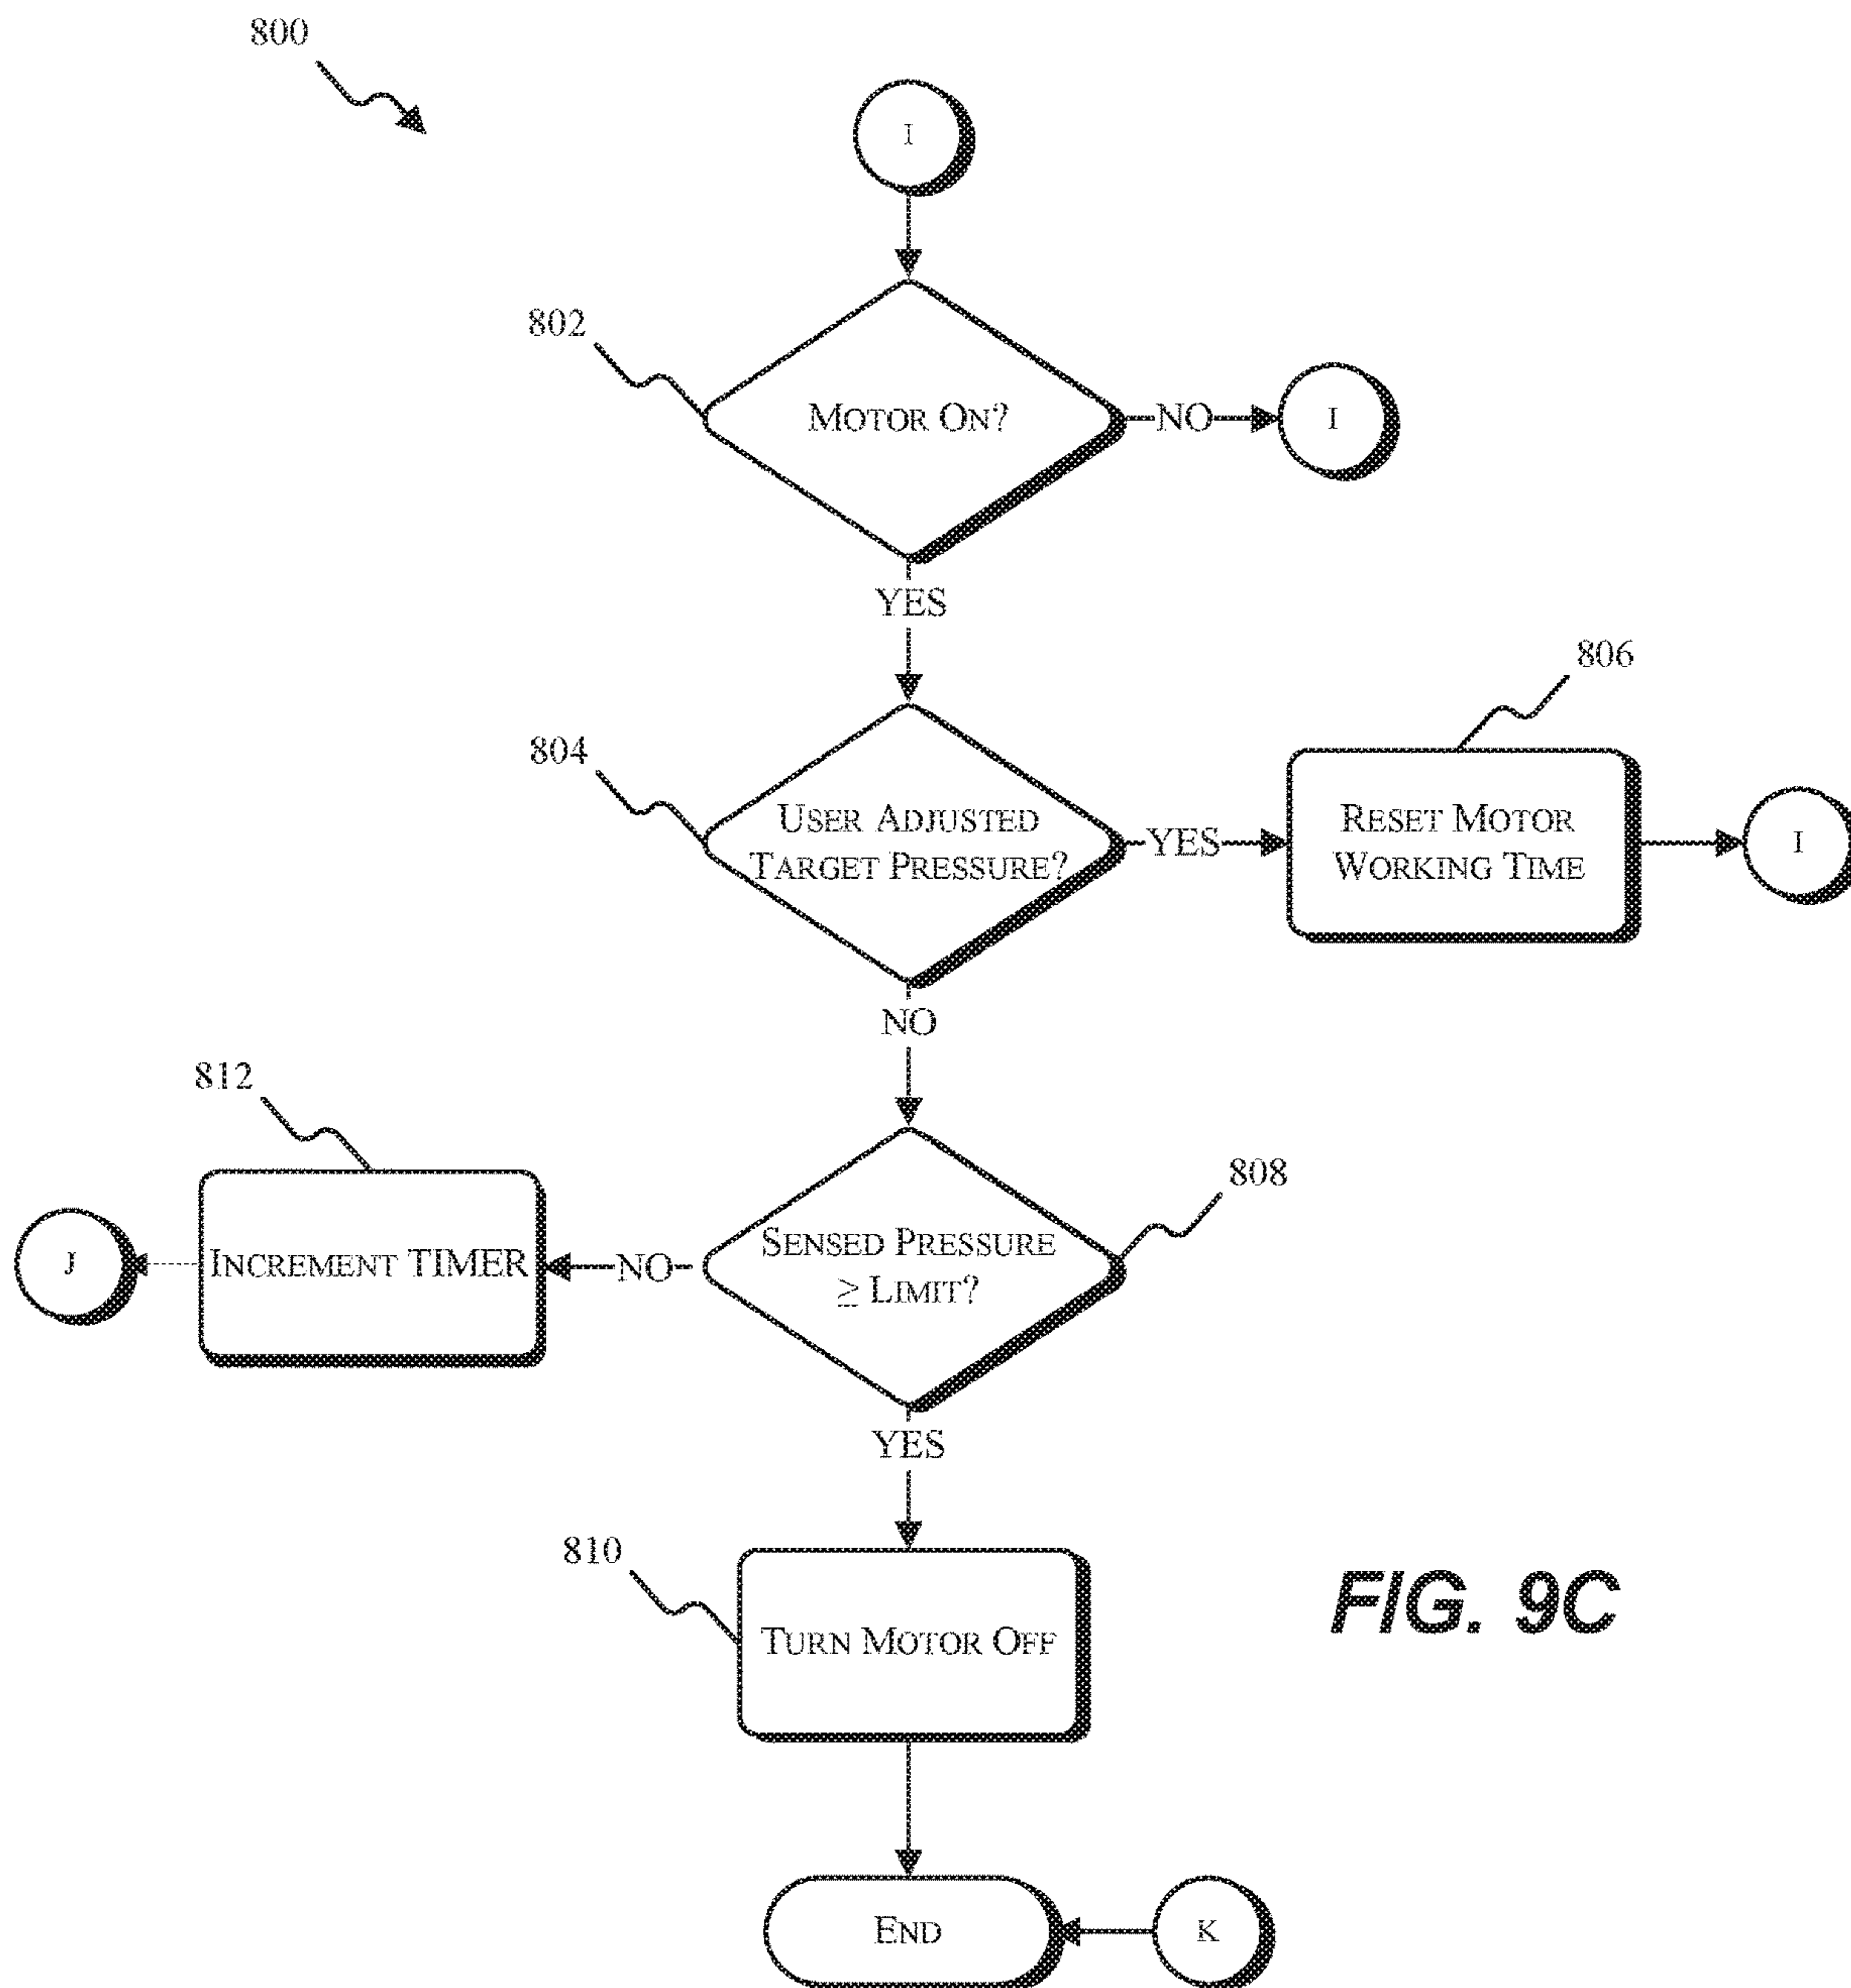 800
I
802
MOTOR ON?
NO
I
YES
806
804
USER ADJUSTED
TARGET PRESSURE?
YES
RESET MOTOR
WORKING TIME
I
NO
812
808
J
INCREMENT TIMER
NO
SENSED PRESSURE
≥ LIMIT?
YES
810
TURN MOTOR OFF
FIG. 9C
END
K